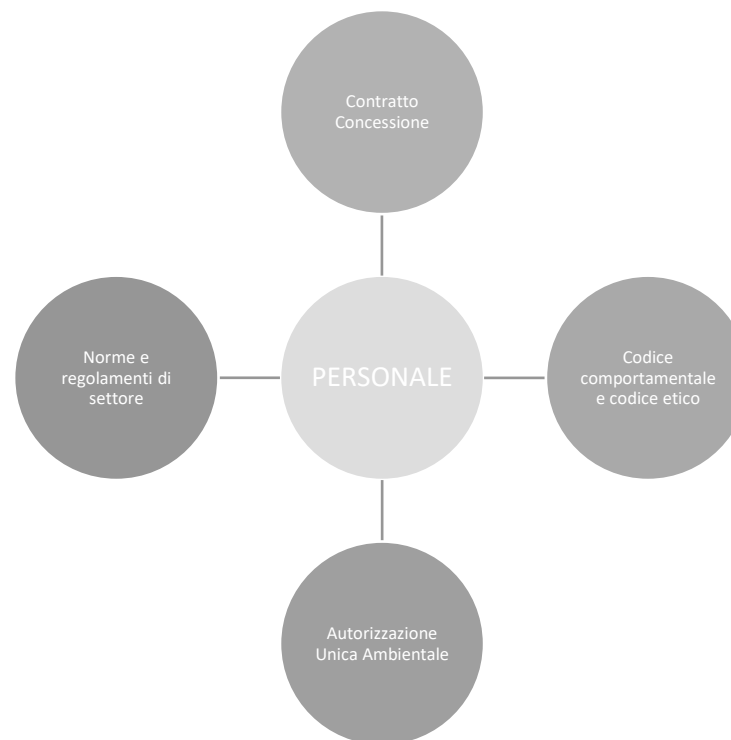 Contratto
Concessione
Norme e
regolamenti di
settore
PERSONALE
Codice
comportamentale
e codice etico
Autorizzazione
Unica Ambientale